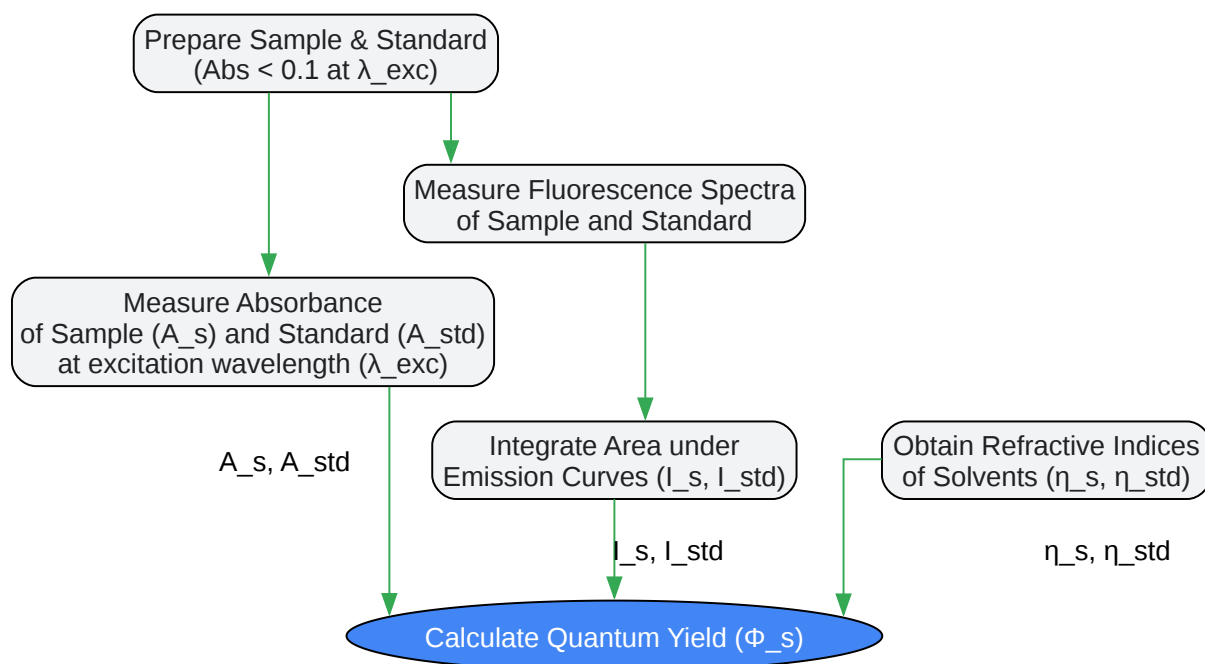 Prepare Sample & Standard
(Abs < 0.1 at λ_exc)
Measure Fluorescence Spectra
of Sample and Standard
Measure Absorbance
of Sample (A_s) and Standard (A_std)
at excitation wavelength (λ_exc)
Integrate Area under
Emission Curves (I_s, I_std)
Obtain Refractive Indices
of Solvents (η_s, η_std)
A_s, A_std
I_s, I_std
η_s, η_std
Calculate Quantum Yield (Φ_s)